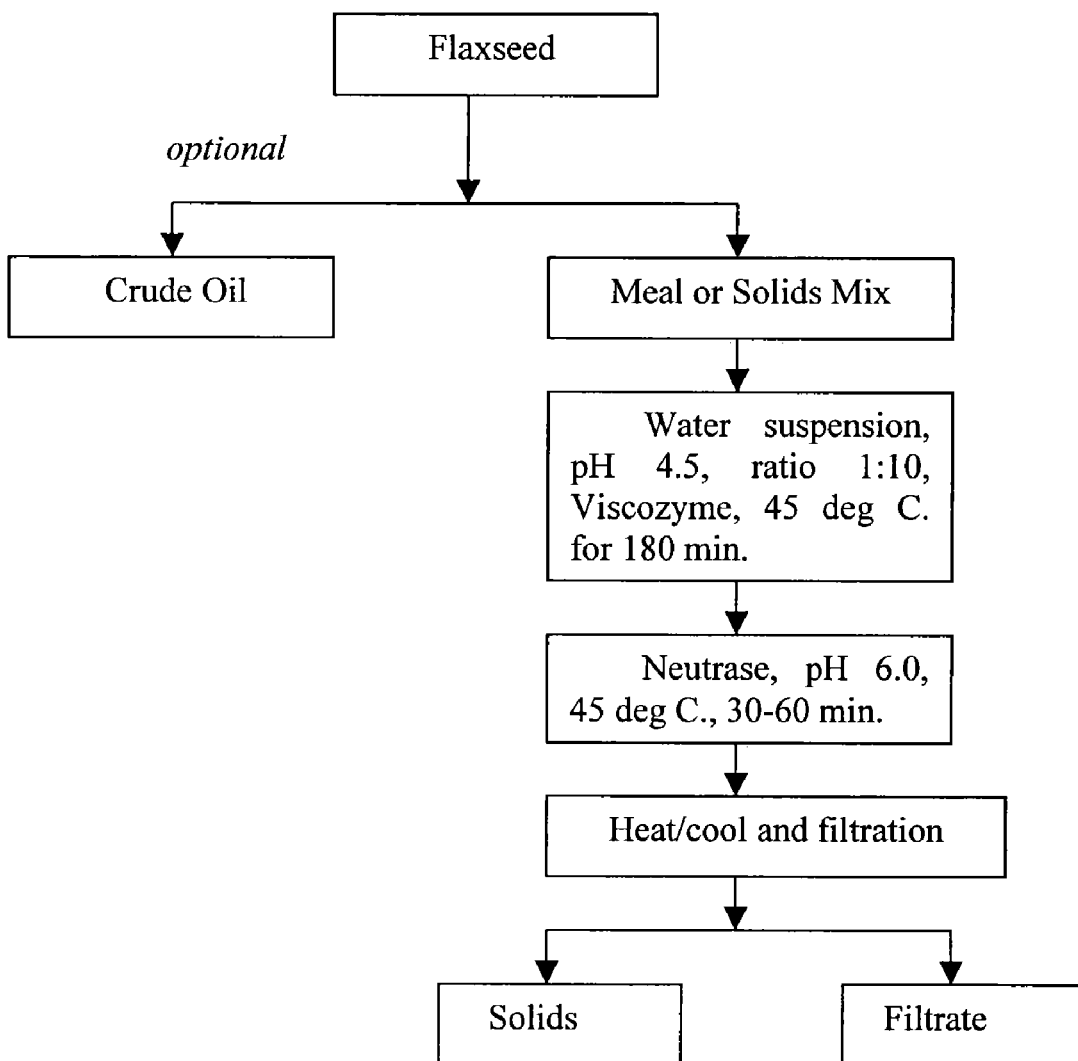 Flaxseed
optional
Crude Oil
Meal or Solids Mix
Water suspension,
pH 4.5, ratio 1:10,
Viscozyme, 45 deg C.
for 180 min.
Neutrase, pH 6.0,
45 deg C., 30-60 min.
Heat/cool and filtration
Solids
Filtrate